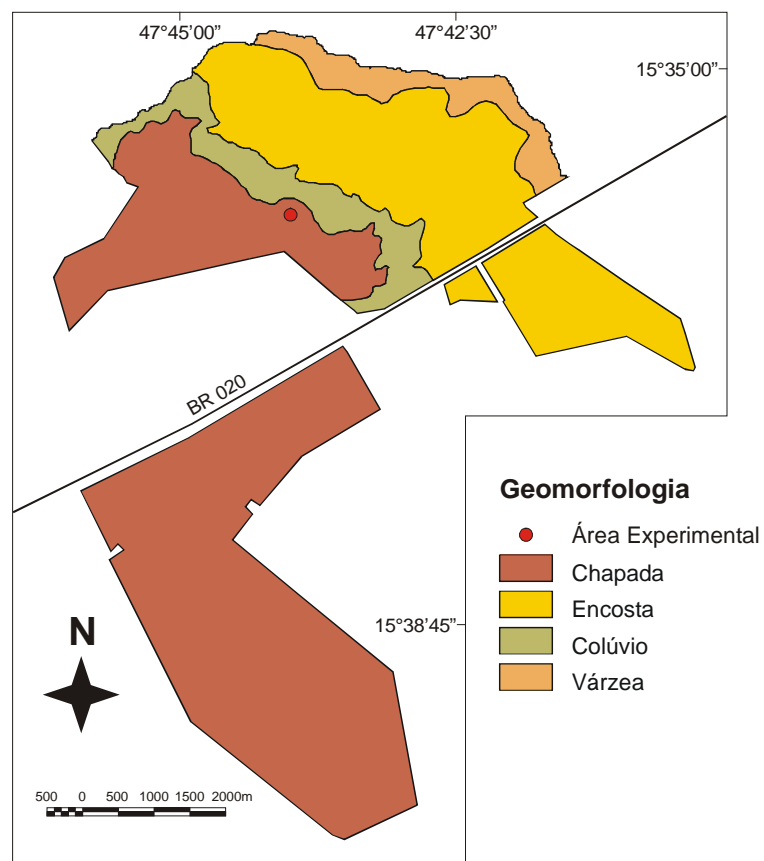 47°45’00”
47°42’30”
15°35’00”
BR 020
Geomorfologia
Área Experimental
Chapada
Encosta
Colúvio
Várzea
15°38’45”
N
500 0 500 1000 1500 2000m